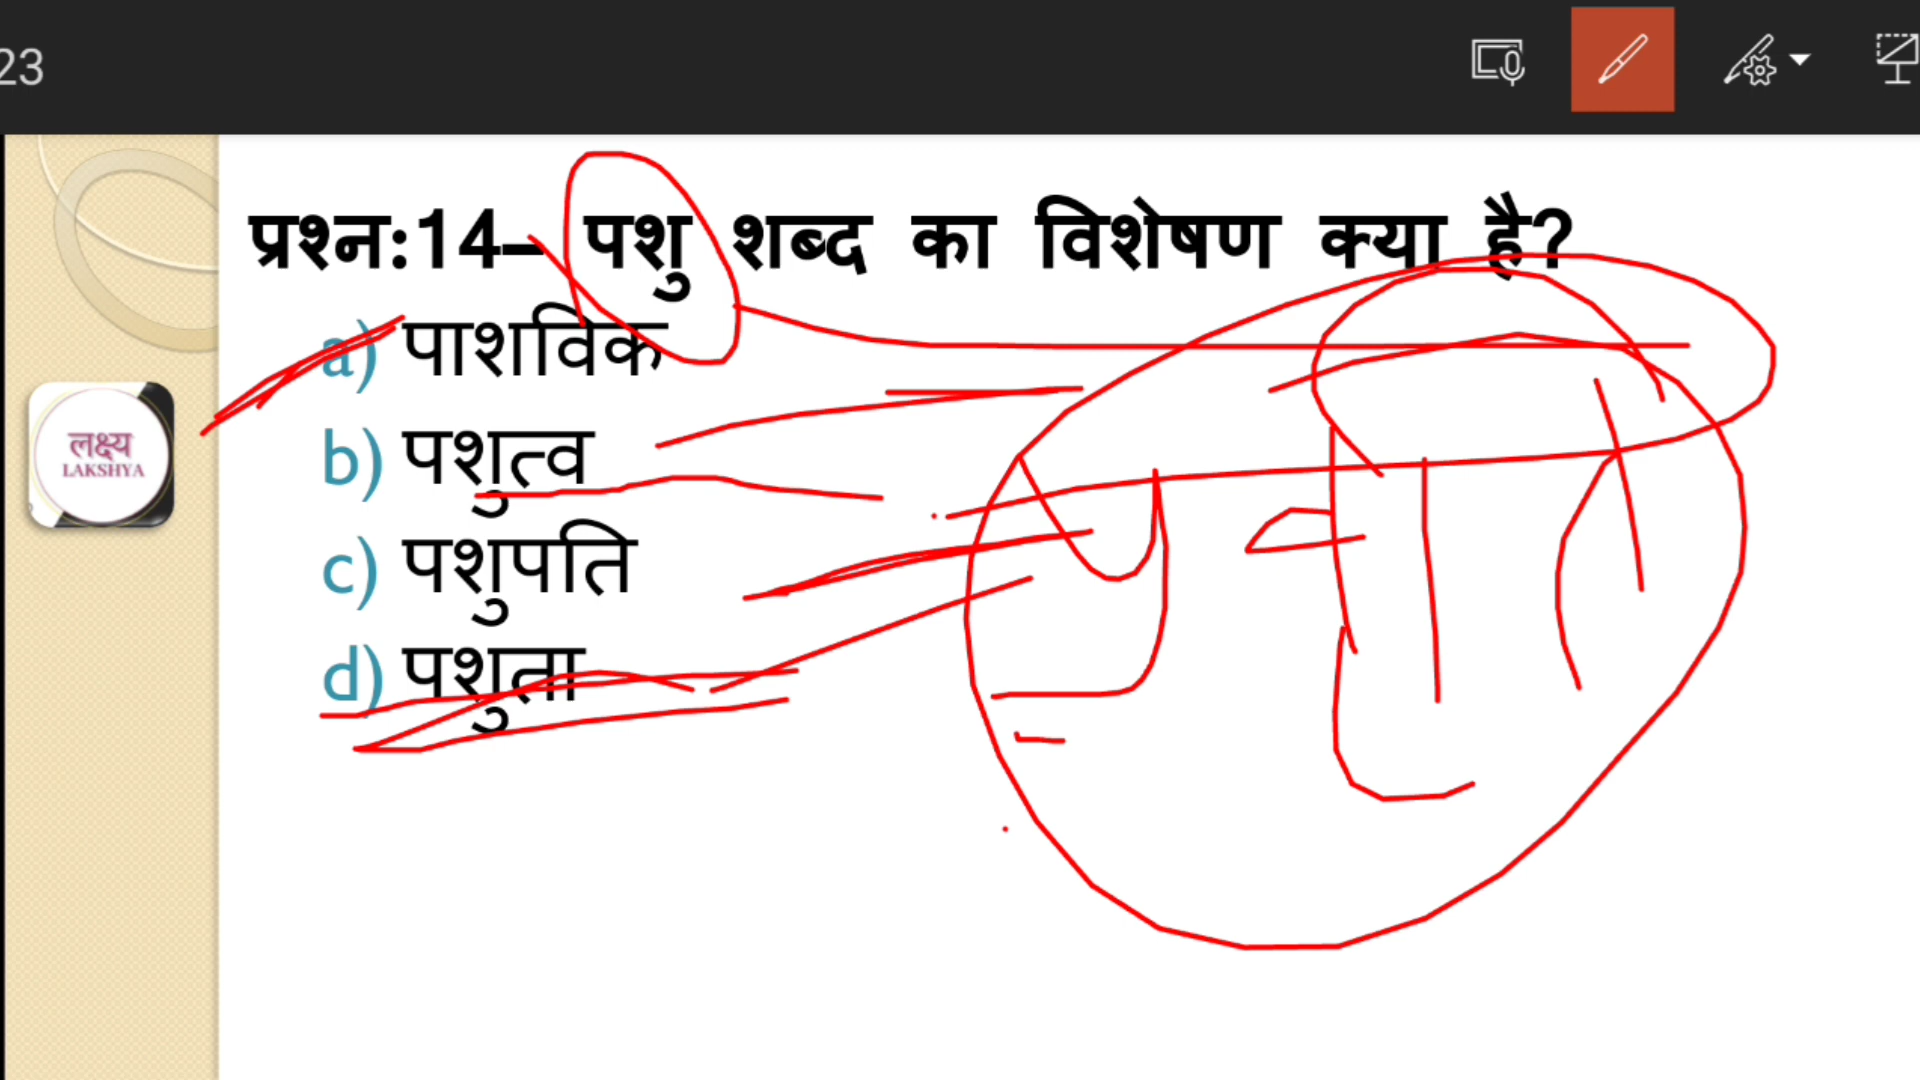 23
प्रश्न:14– पशु शब्द का विशेषण क्या है?
a) पाशविक
b) पशुत्व
c) पशुपति
d) पशुता
लक्ष्य
LAKSHYA